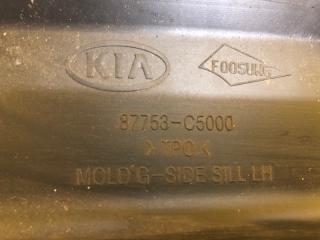 KIA FOOSUNG
87753-C5000
>TPO<
MOLD'G-SIDE SILL LH